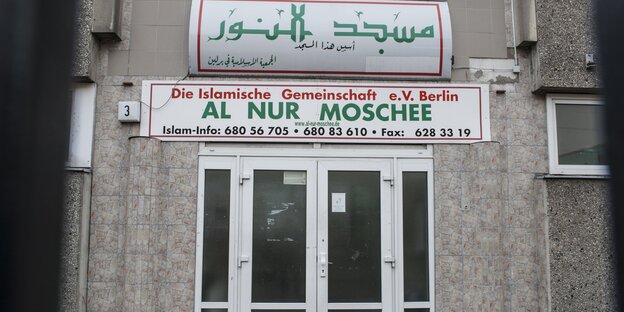 مسجد النور
أسس هذا المسجد
الجمعية الاسلامية في برلين
Die Islamische Gemeinschaft e.V. Berlin
AL NUR MOSCHEE
www.al-nur-moschee.de
Islam-Info: 680 56 705 • 680 83 610 • Fax: 628 33 19
3